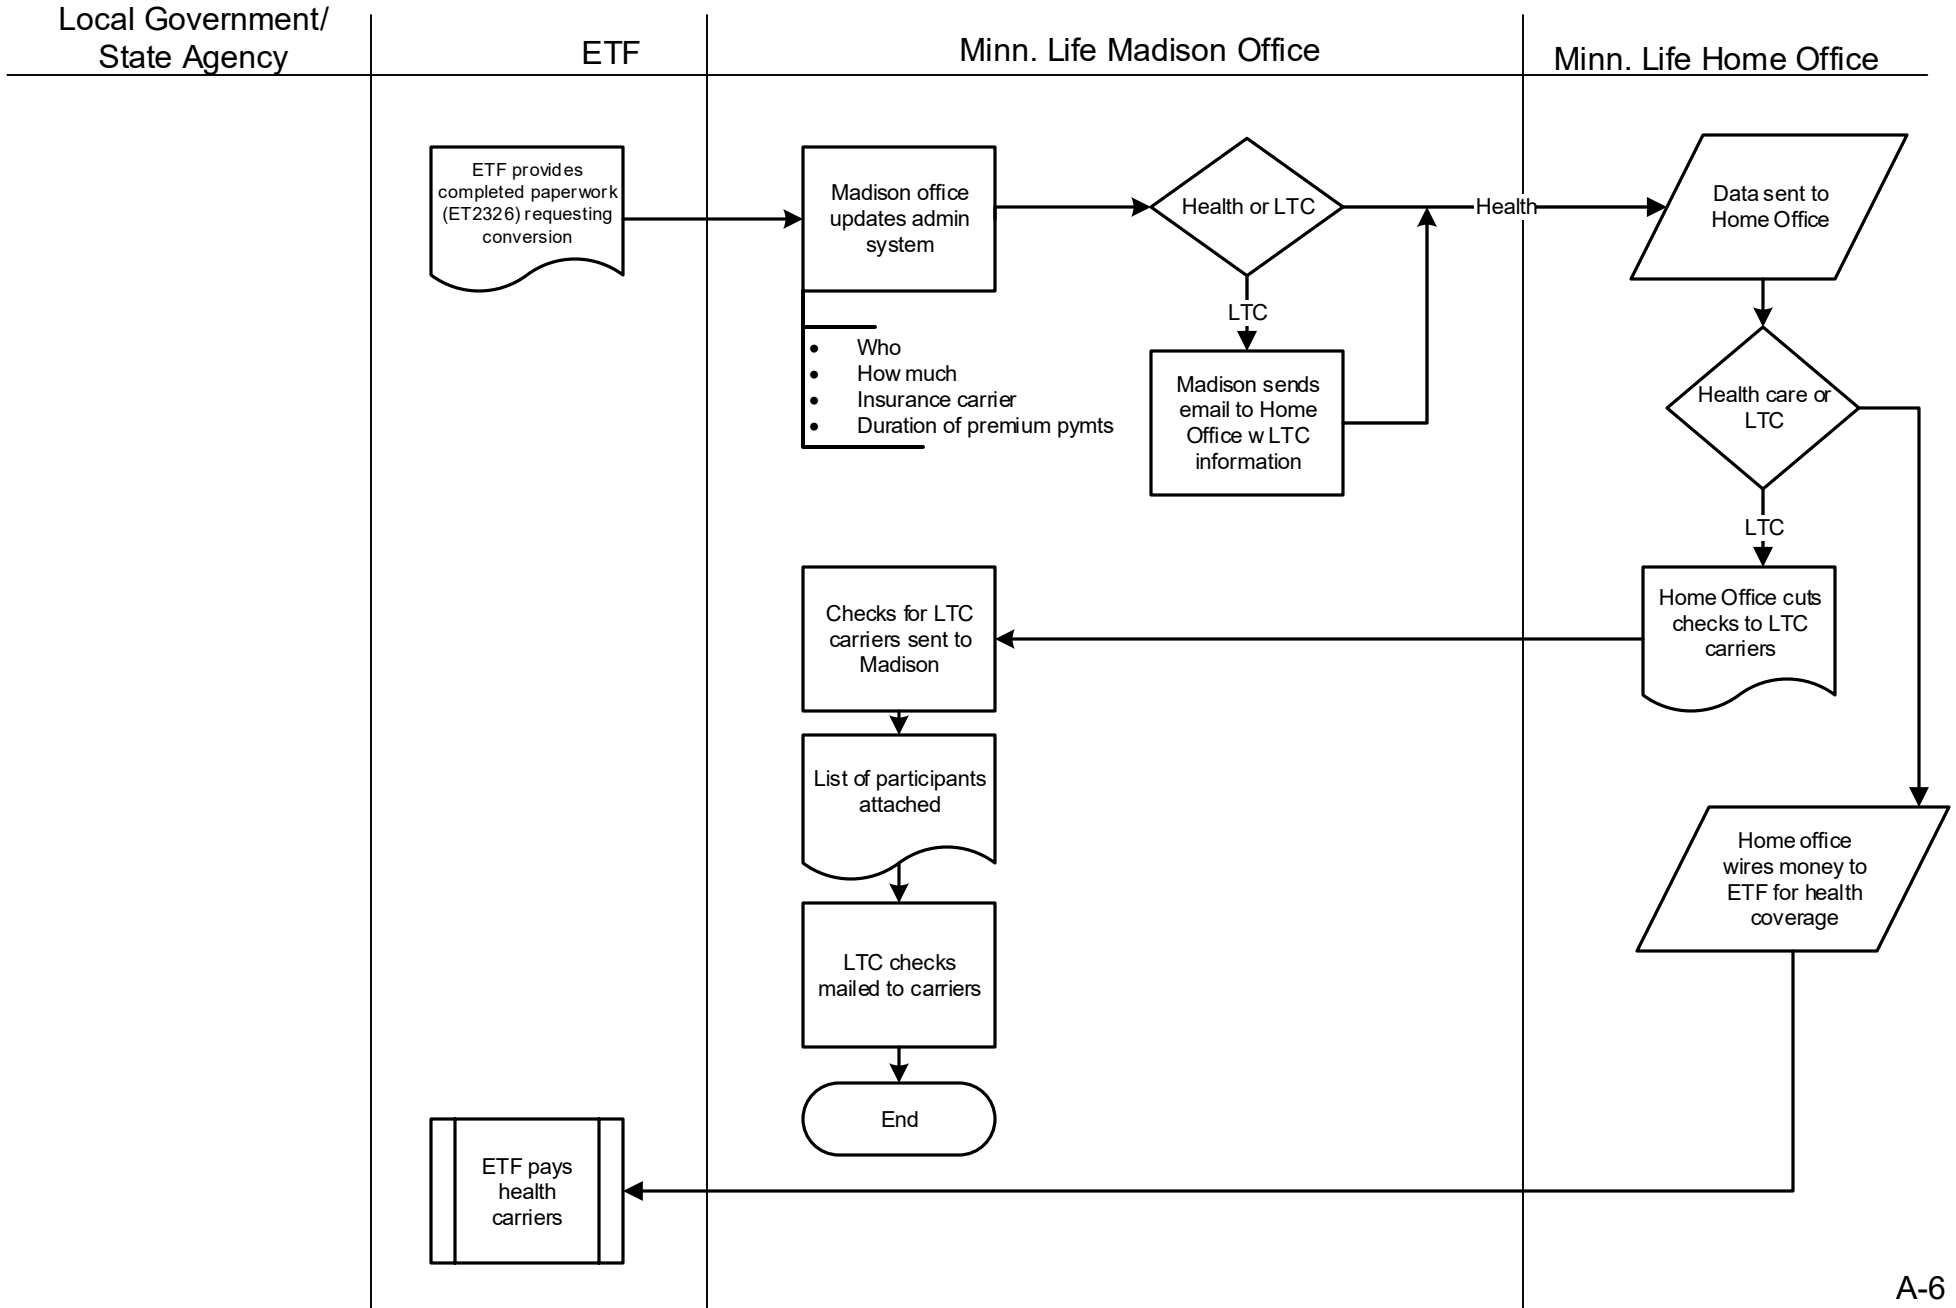 Local Government/
State Agency
ETF
Minn. Life Madison Office
Minn. Life Home Office
ETF provides
completed paperwork
(ET2326) requesting
conversion
Madison office
updates admin
system
Health or LTC
Health
Data sent to
Home Office
LTC
• Who
• How much
• Insurance carrier
• Duration of premium pymts
Madison sends
email to Home
Office w LTC
information
Health care or
LTC
LTC
Home Office cuts
checks to LTC
carriers
Checks for LTC
carriers sent to
Madison
List of participants
attached
Home office
wires money to
ETF for health
coverage
LTC checks
mailed to carriers
End
ETF pays
health
carriers
A-6